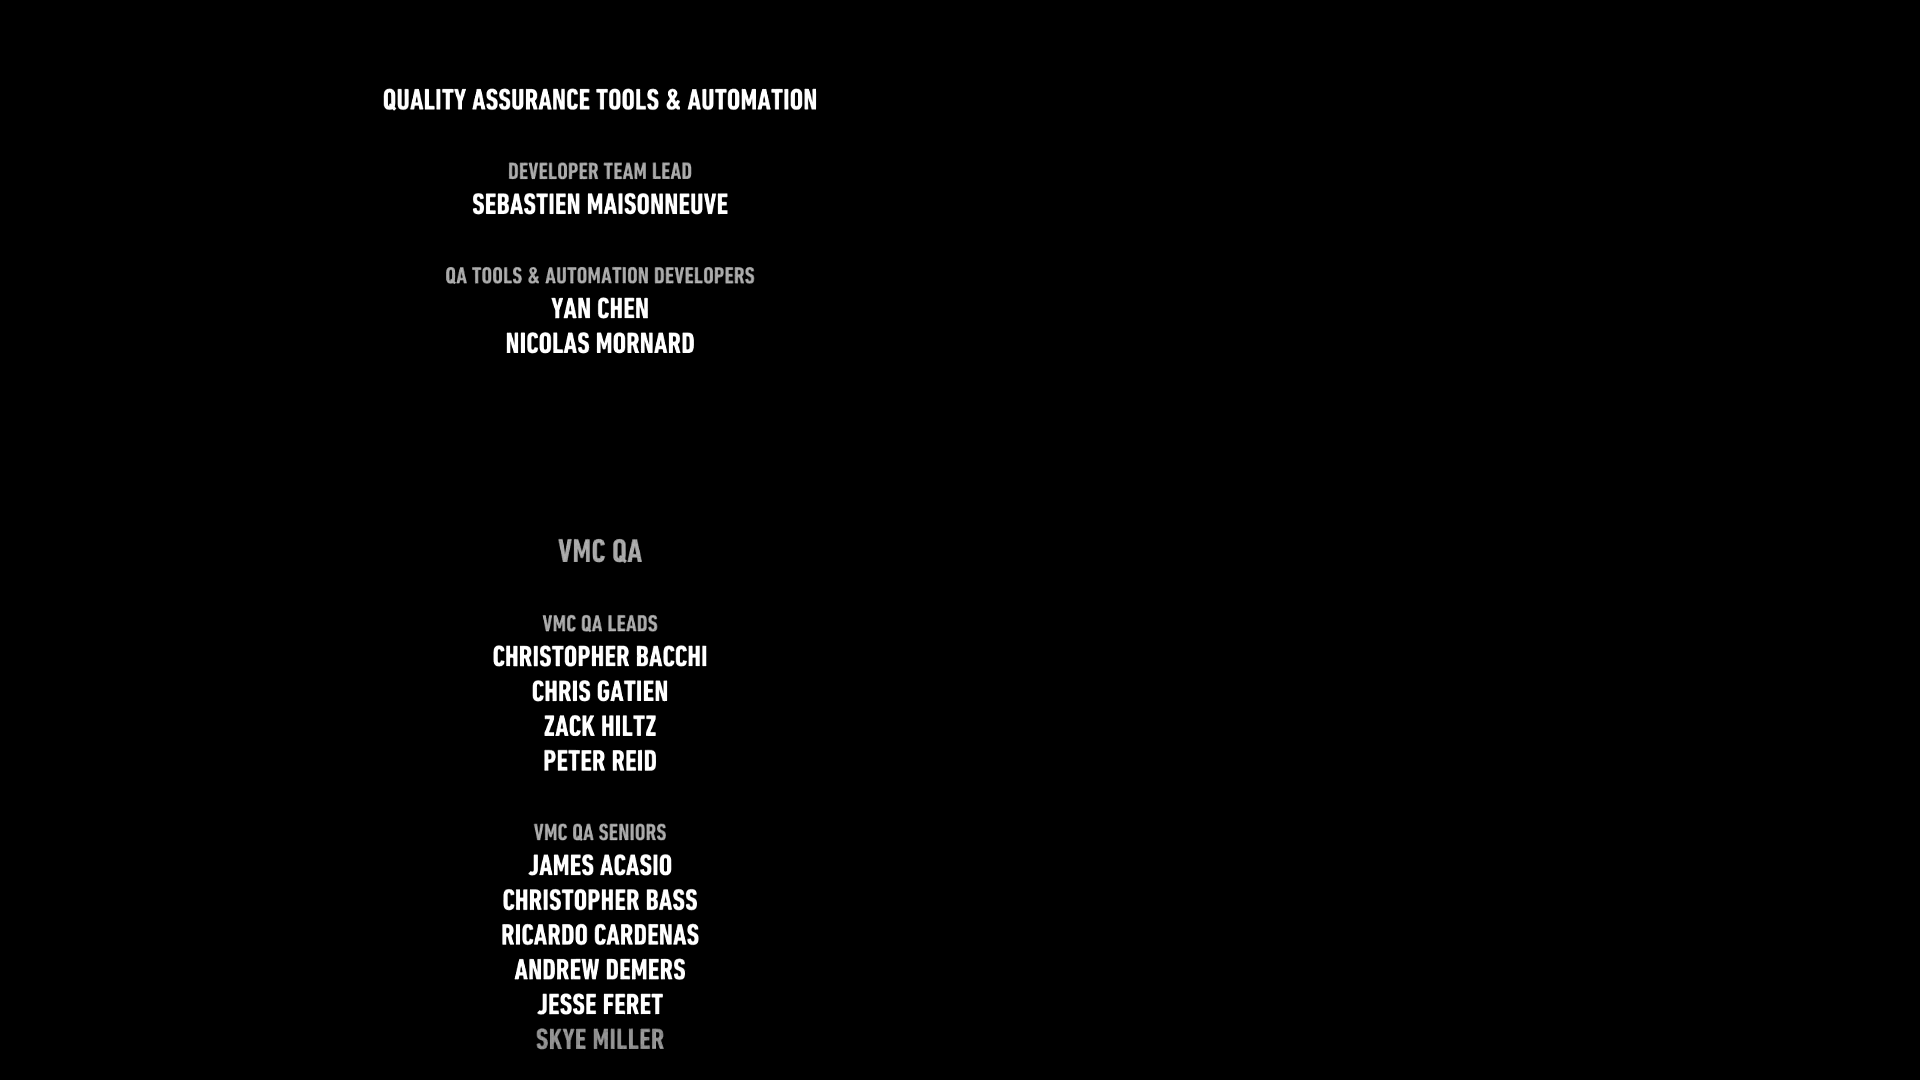 QUALITY ASSURANCE TOOLS & AUTOMATION
DEVELOPER TEAM LEAD
SEBASTIEN MAISONNEUVE
QA TOOLS & AUTOMATION DEVELOPERS
YAN CHEN
NICOLAS MORNARD
VMC QA
VMC QA LEADS
CHRISTOPHER BACCHI
CHRIS GATIEN
ZACK HILTZ
PETER REID
VMC QA SENIORS
JAMES ACASIO
CHRISTOPHER BASS
RICARDO CARDENAS
ANDREW DEMERS
JESSE FERET
SKYE MILLER